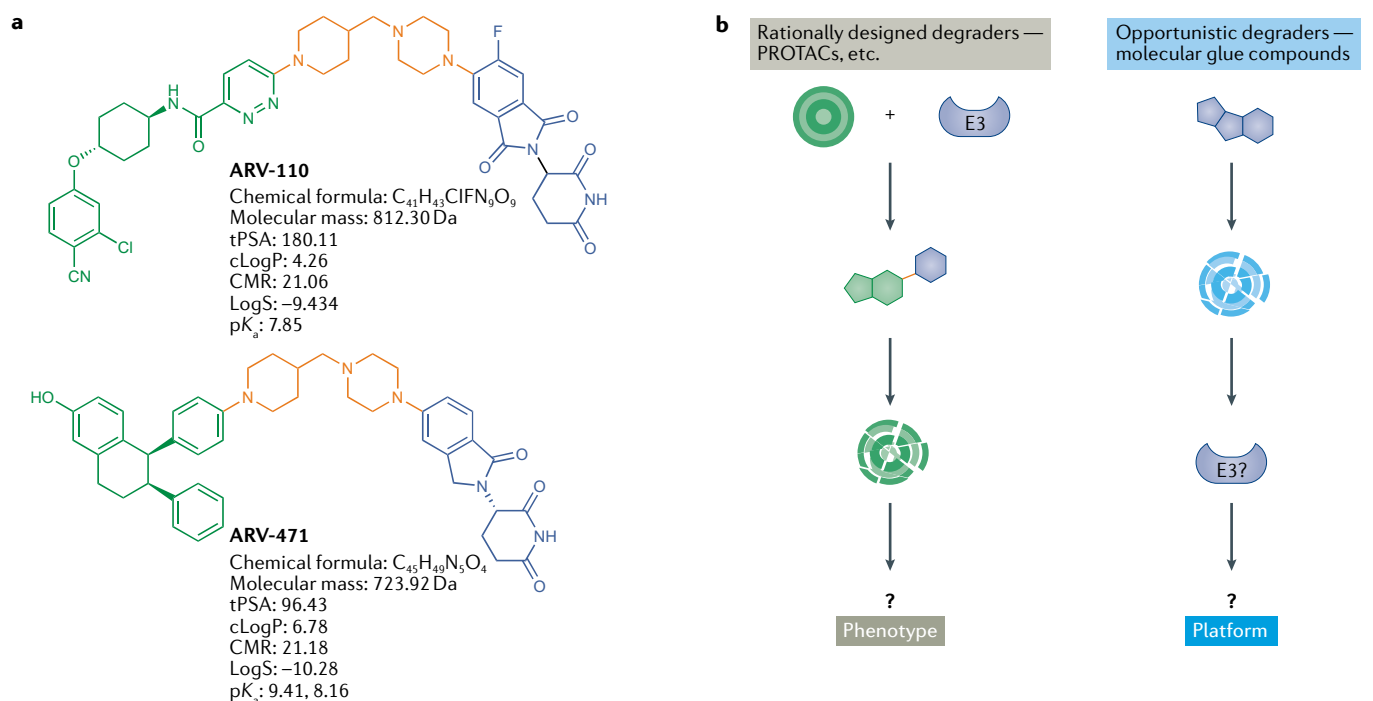 a
N
N
F
N
N
H
N
N
N
O
O
O
N
O
O
NH
O
O
Cl
CN
ARV-110
Chemical formula: C₄₁H₄₃ClFN₉O₉
Molecular mass: 812.30 Da
tPSA: 180.11
cLogP: 4.26
CMR: 21.06
LogS: –9.434
pKₐ: 7.85
HO
N
N
N
O
N
O
NH
O
ARV-471
Chemical formula: C₄₅H₄₉N₅O₄
Molecular mass: 723.92 Da
tPSA: 96.43
cLogP: 6.78
CMR: 21.18
LogS: –10.28
pKₐ: 9.41, 8.16
b
Rationally designed degraders —
PROTACs, etc.
+
E3
?
Phenotype
Opportunistic degraders —
molecular glue compounds
E3?
?
Platform